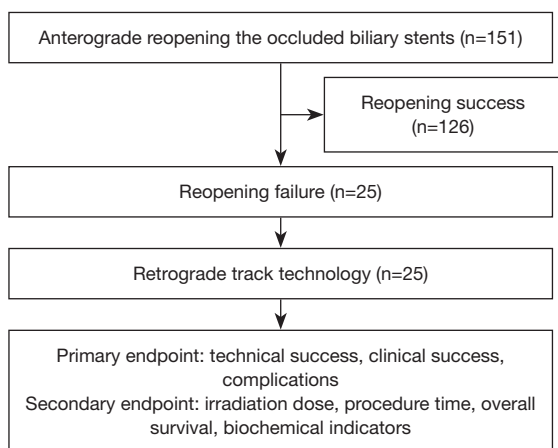 Anterograde reopening the occluded biliary stents (n=151)
Reopening success
(n=126)
Reopening failure (n=25)
Retrograde track technology (n=25)
Primary endpoint: technical success, clinical success,
complications
Secondary endpoint: irradiation dose, procedure time, overall
survival, biochemical indicators